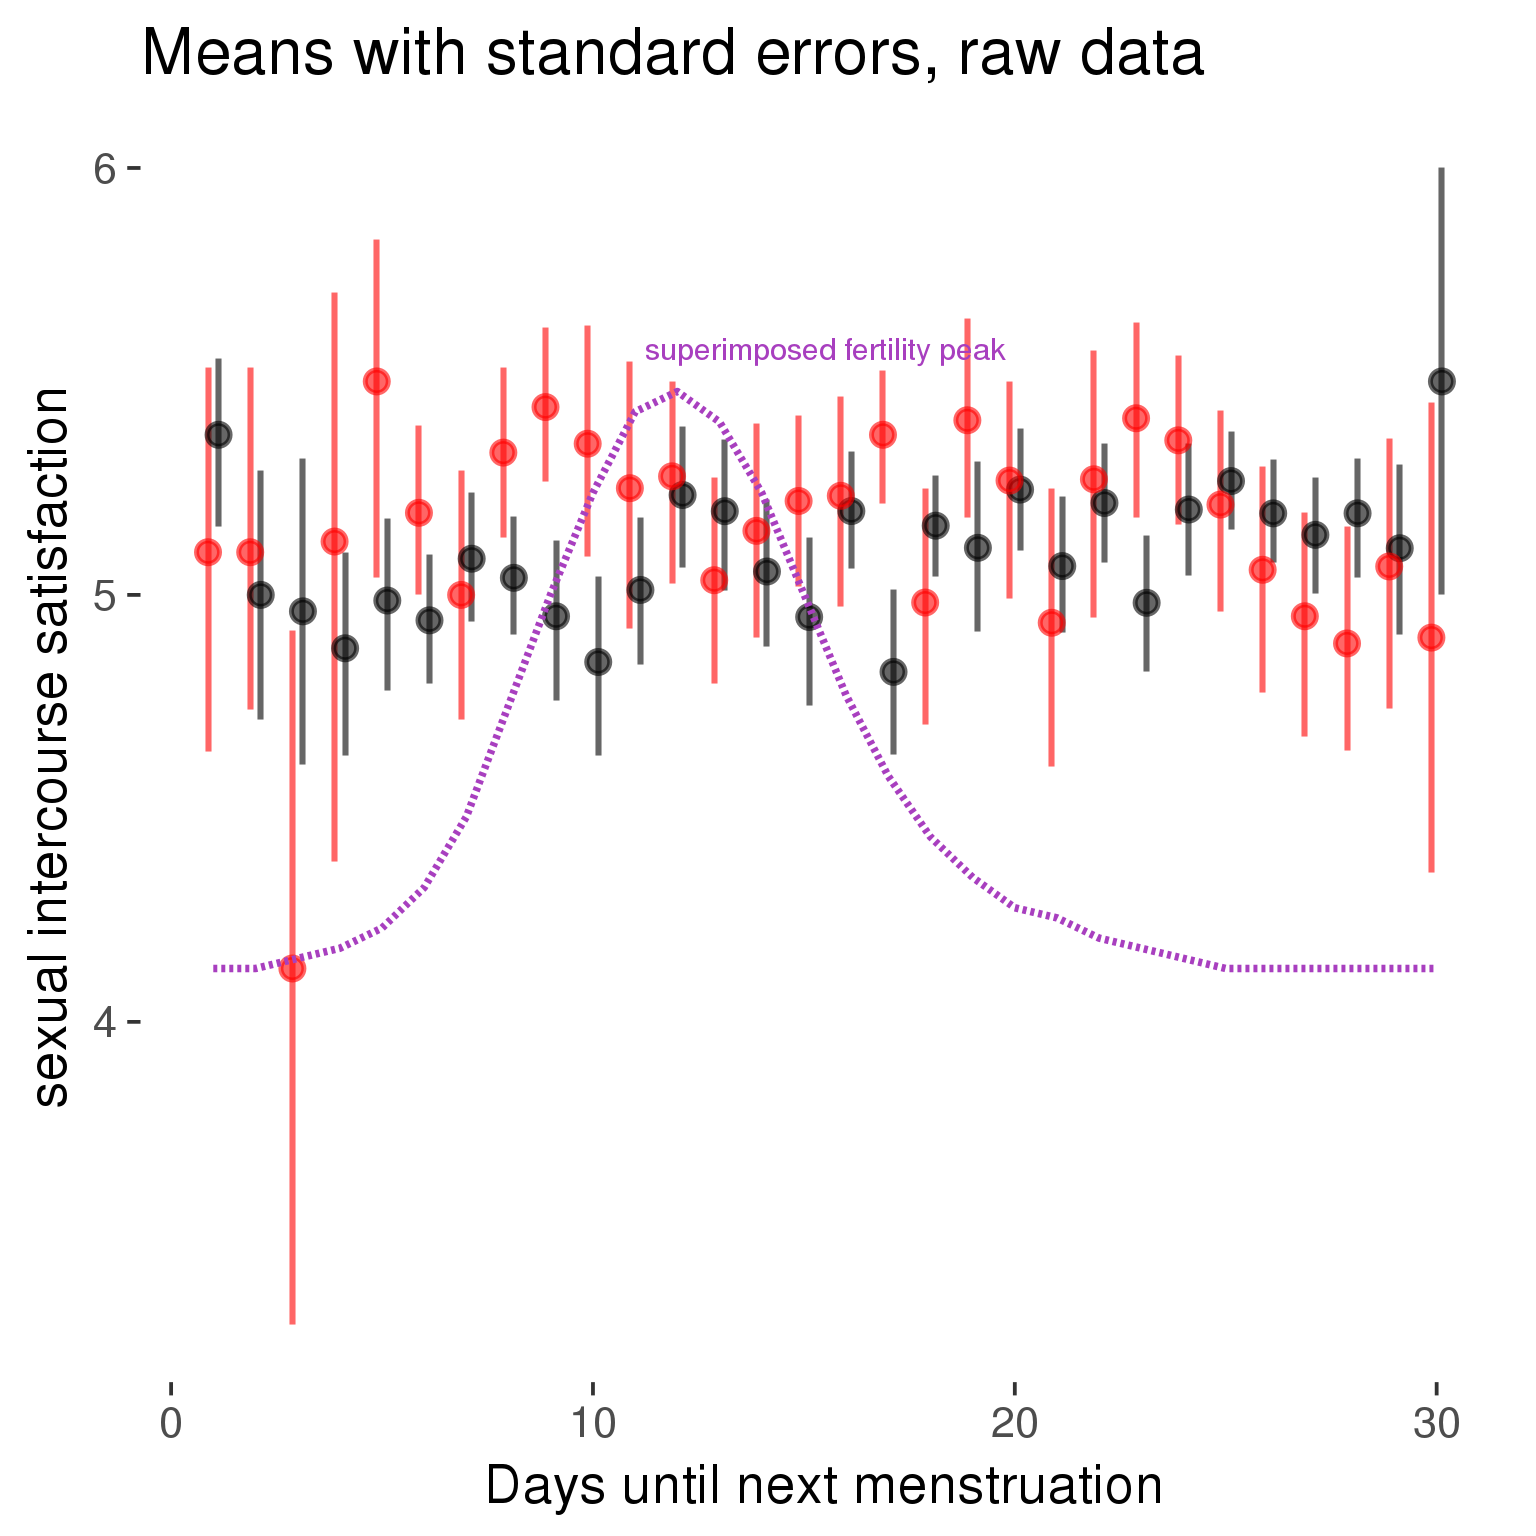 Means with standard errors, raw data
6
5
4
sexual intercourse satisfaction
superimposed fertility peak
0 10 20 30
Days until next menstruation